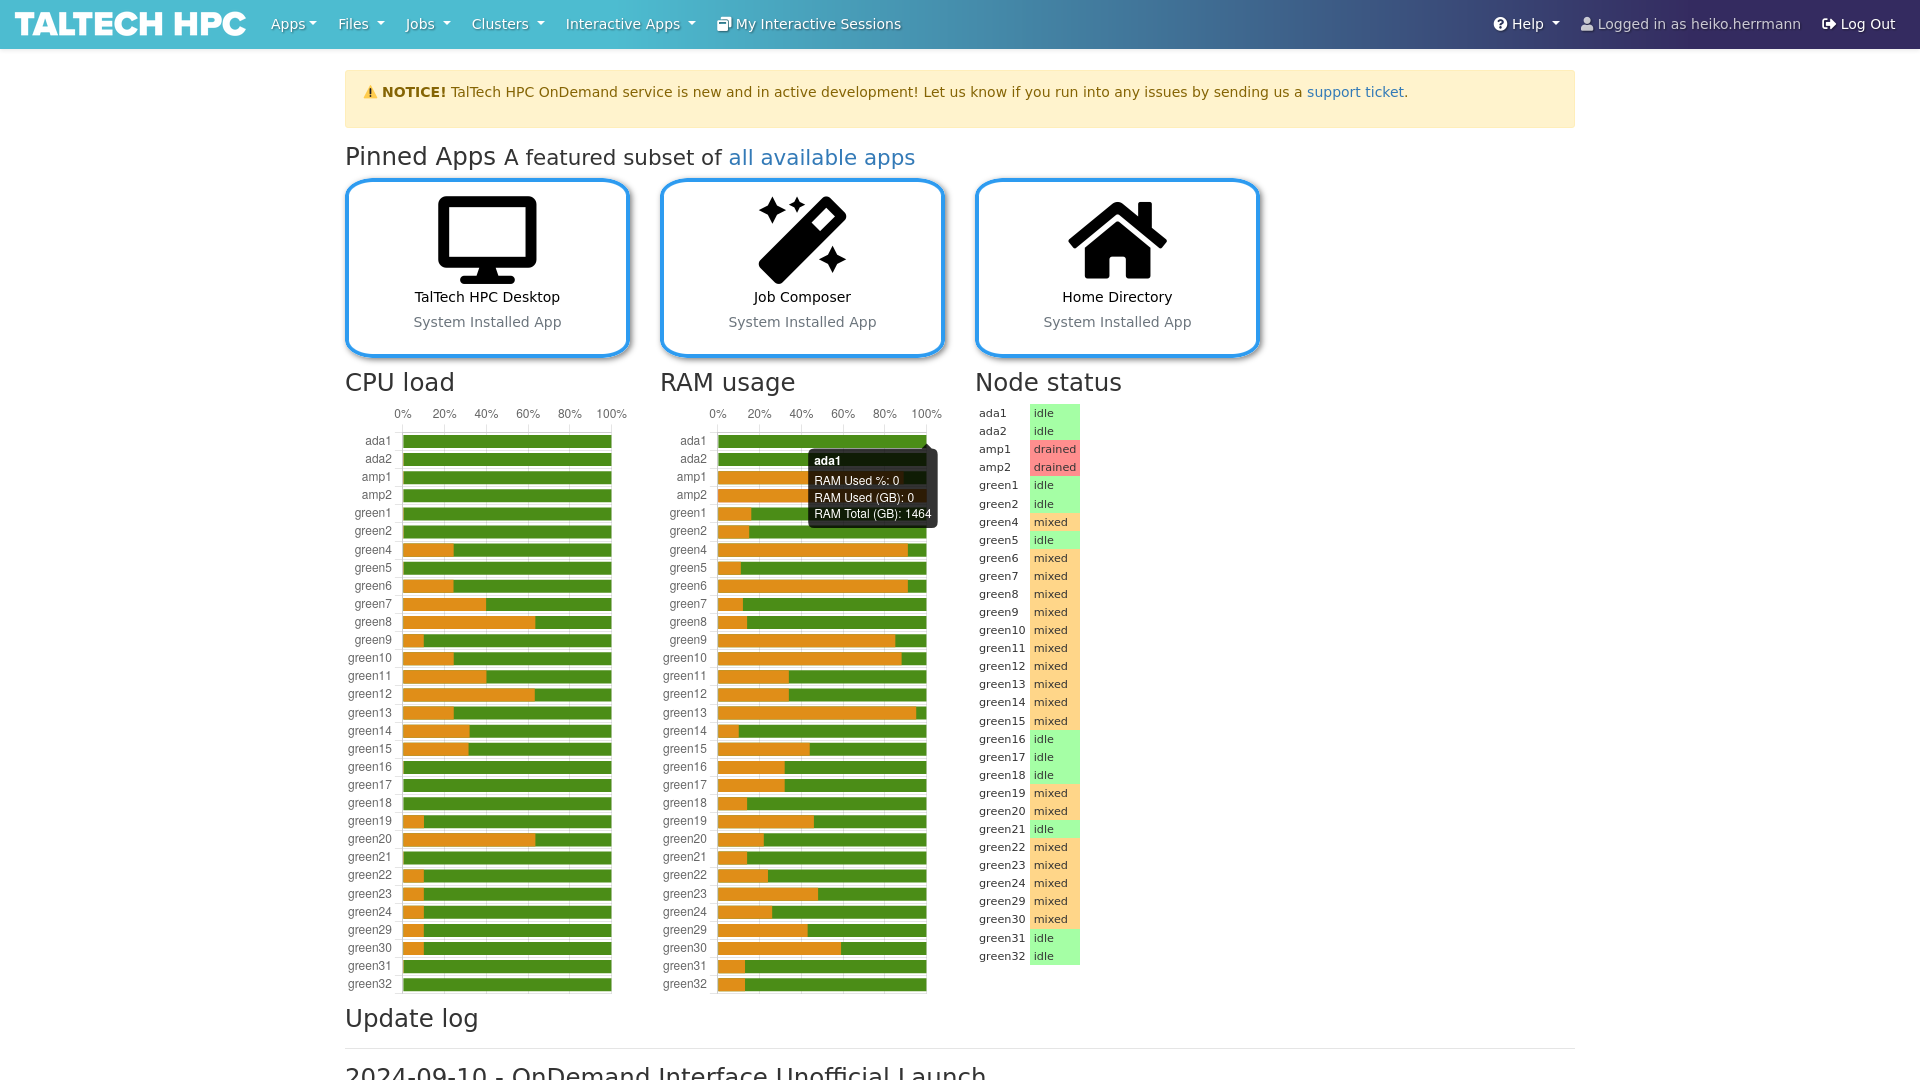 TALTECH HPC Apps Files Jobs Clusters Interactive Apps My Interactive Sessions Help Logged in as heiko.herrmann Log Out
NOTICE! TalTech HPC OnDemand service is new and in active development! Let us know if you run into any issues by sending us a support ticket.
Pinned Apps A featured subset of all available apps
TalTech HPC Desktop
System Installed App
Job Composer
System Installed App
Home Directory
System Installed App
CPU load
0% 20% 40% 60% 80% 100%
ada1
ada2
amp1
amp2
green1
green2
green4
green5
green6
green7
green8
green9
green10
green11
green12
green13
green14
green15
green16
green17
green18
green19
green20
green21
green22
green23
green24
green29
green30
green31
green32
RAM usage
0% 20% 40% 60% 80% 100%
ada1
ada2
amp1
amp2
green1
green2
green4
green5
green6
green7
green8
green9
green10
green11
green12
green13
green14
green15
green16
green17
green18
green19
green20
green21
green22
green23
green24
green29
green30
green31
green32
ada1
RAM Used %: 0
RAM Used (GB): 0
RAM Total (GB): 1464
Node status
ada1 idle
ada2 idle
amp1 drained
amp2 drained
green1 idle
green2 idle
green4 mixed
green5 idle
green6 mixed
green7 mixed
green8 mixed
green9 mixed
green10 mixed
green11 mixed
green12 mixed
green13 mixed
green14 mixed
green15 mixed
green16 idle
green17 idle
green18 idle
green19 mixed
green20 mixed
green21 idle
green22 mixed
green23 mixed
green24 mixed
green29 mixed
green30 mixed
green31 idle
green32 idle
Update log
2024-09-10 - OnDemand Interface Unofficial Launch